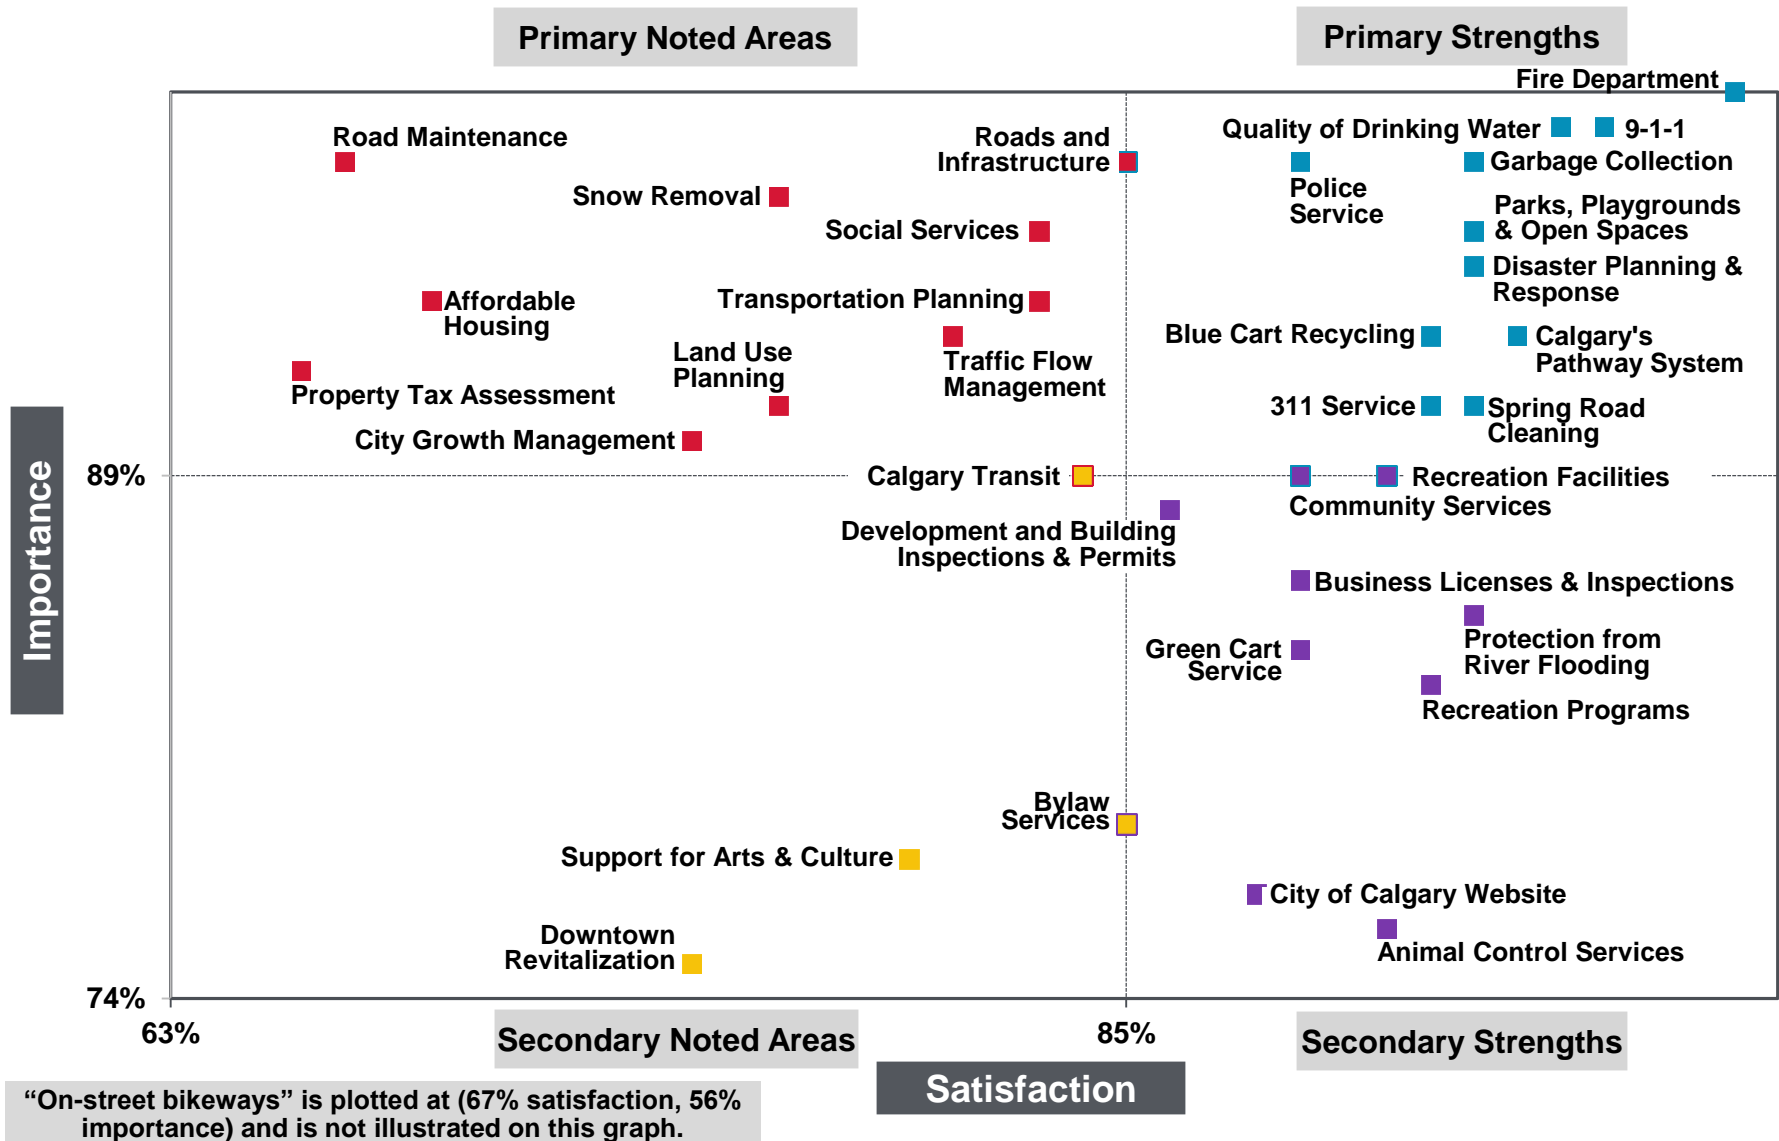 Primary Noted Areas
Primary Strengths
Fire Department
Road Maintenance
Roads and
Infrastructure
Quality of Drinking Water
9-1-1
Garbage Collection
Police
Service
Snow Removal
Social Services
Parks, Playgrounds
& Open Spaces
Disaster Planning &
Response
Affordable
Housing
Transportation Planning
Blue Cart Recycling
Calgary's
Pathway System
Land Use
Planning
Traffic Flow
Management
Property Tax Assessment
311 Service
Spring Road
Cleaning
City Growth Management
89%
Calgary Transit
Recreation Facilities
Community Services
Development and Building
Inspections & Permits
Importance
Business Licenses & Inspections
Protection from
River Flooding
Green Cart
Service
Recreation Programs
Bylaw
Services
Support for Arts & Culture
City of Calgary Website
Downtown
Revitalization
Animal Control Services
74%
63%
85%
Secondary Noted Areas
Secondary Strengths
Satisfaction
“On-street bikeways” is plotted at (67% satisfaction, 56%
importance) and is not illustrated on this graph.